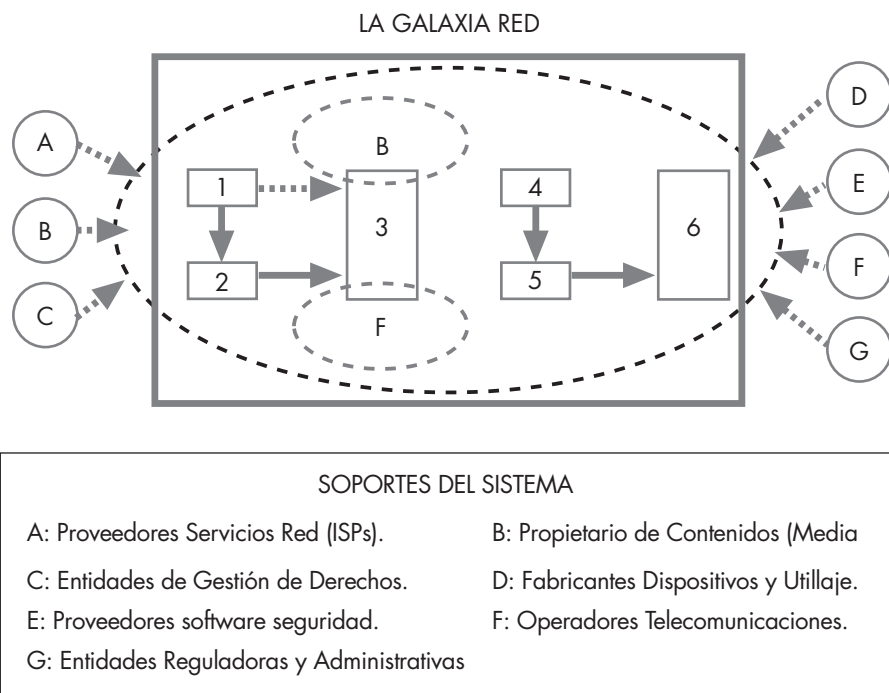 LA GALAXIA RED
A
B
C
B
1
2
3
F
4
5
6
D
E
F
G
SOPORTES DEL SISTEMA
A: Proveedores Servicios Red (ISPs).
B: Propietario de Contenidos (Media
C: Entidades de Gestión de Derechos.
D: Fabricantes Dispositivos y Utillaje.
E: Proveedores software seguridad.
F: Operadores Telecomunicaciones.
G: Entidades Reguladoras y Administrativas